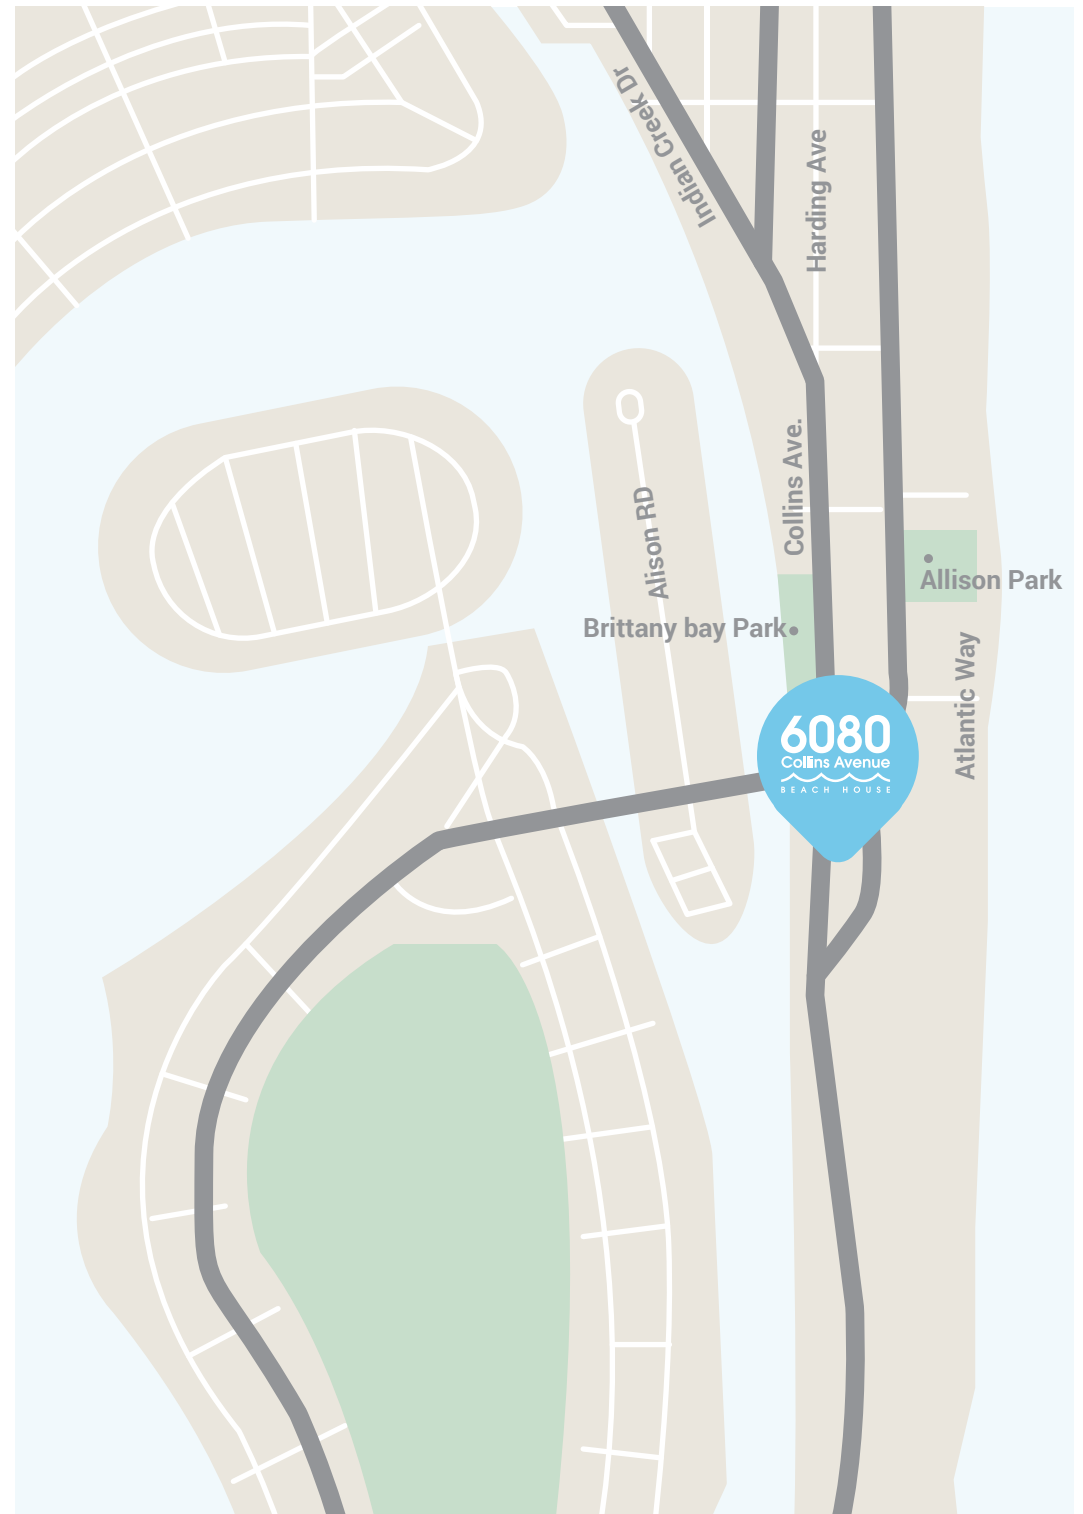 Indian Creek Dr
Harding Ave
Collins Ave.
Alison RD
Allison Park
Brittany bay Park
Atlantic Way
6080
Collins Avenue
BEACH HOUSE